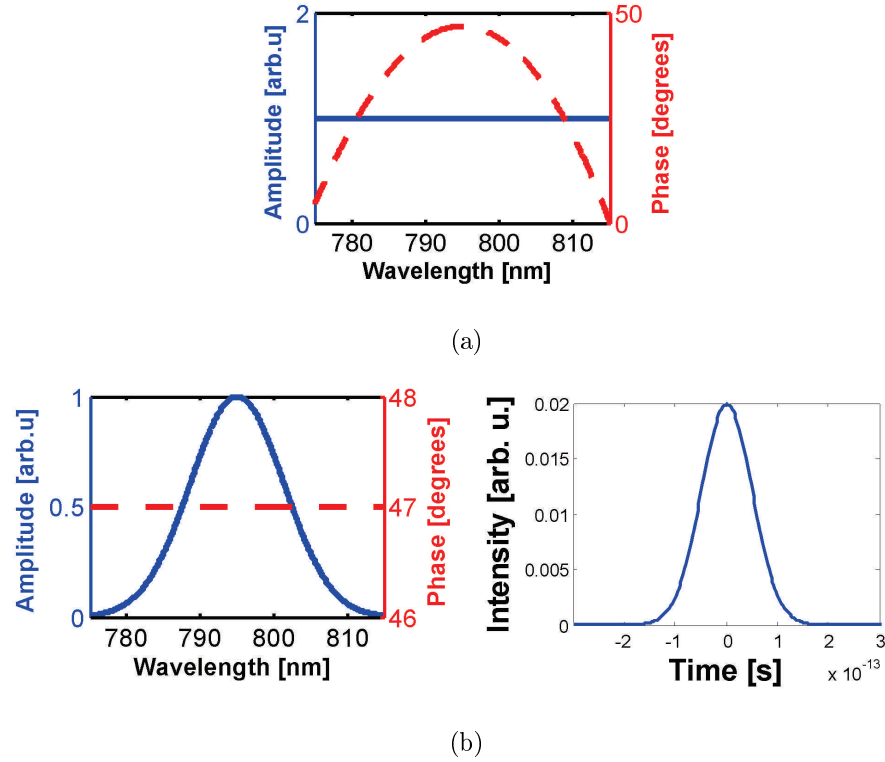 Amplitude [arb.u]
2
1
0
50
0
Phase [degrees]
780 790 800 810
Wavelength [nm]
(a)
Amplitude [arb.u]
1
0.5
0
48
47
46
Phase [degrees]
780 790 800 810
Wavelength [nm]
Intensity [arb. u.]
0.02
0.015
0.01
0.005
0
-2 -1 0 1 2 3
Time [s]
x 10-13
(b)